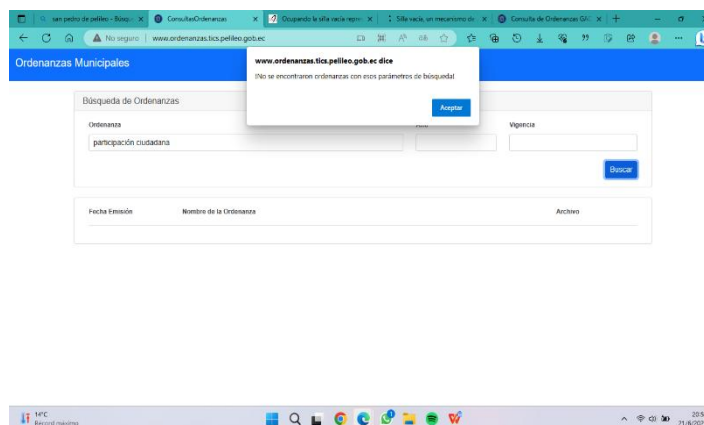 san pedro de pelileo - Búsqu
ConsultasOrdenanzas
Ocupando la silla vacía repre
Silla vacía, un mecanismo de
Consulta de Ordenanzas GAD
No seguro
www.ordenanzas.tics.pelileo.gob.ec
Ordenanzas Municipales
www.ordenanzas.tics.pelileo.gob.ec dice
!No se encontraron ordenanzas con esos parámetros de búsqueda!
Aceptar
Búsqueda de Ordenanzas
Ordenanza
Vigencia
participación ciudadana
Buscar
Fecha Emisión
Nombre de la Ordenanza
Archivo
14°C
Récord máximo